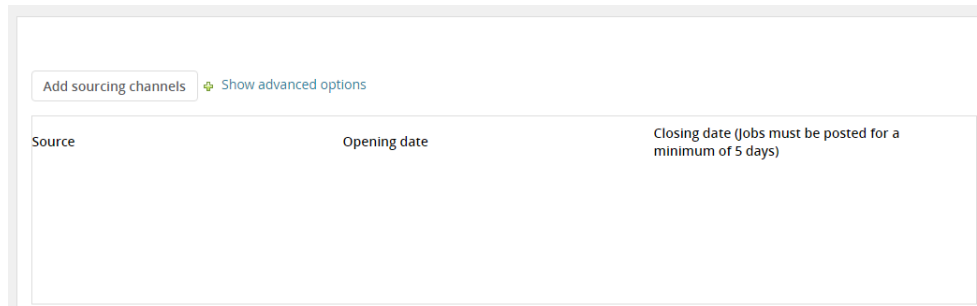 Add sourcing channels Show advanced options
Source Opening date Closing date (Jobs must be posted for a
minimum of 5 days)